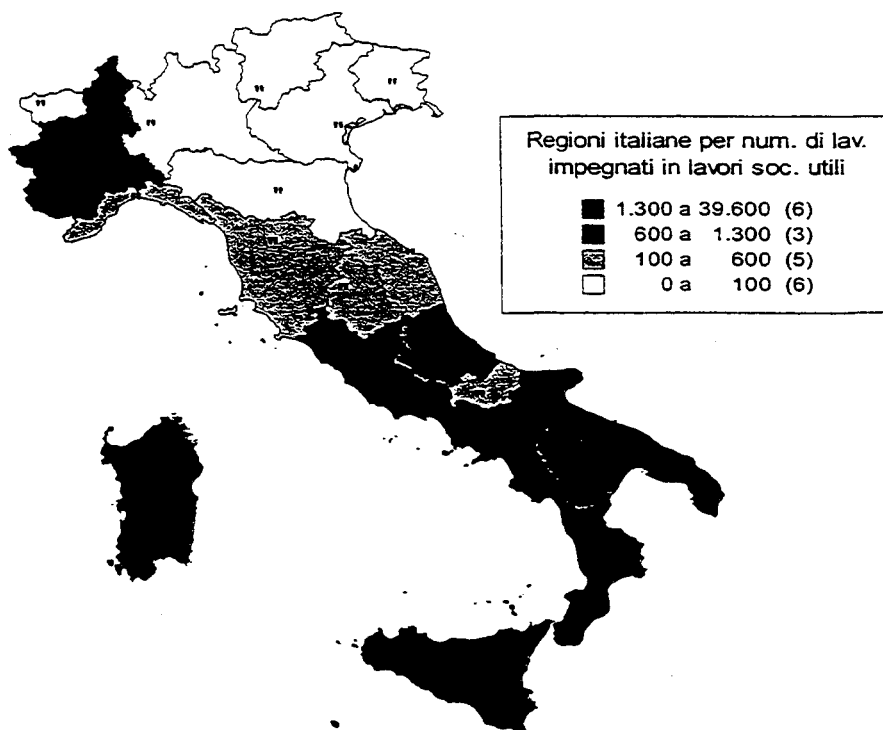 Regioni italiane per num. di lav.
impegnati in lavori soc. utili
1.300 a 39.600 (6)
600 a 1.300 (3)
100 a 600 (5)
0 a 100 (6)